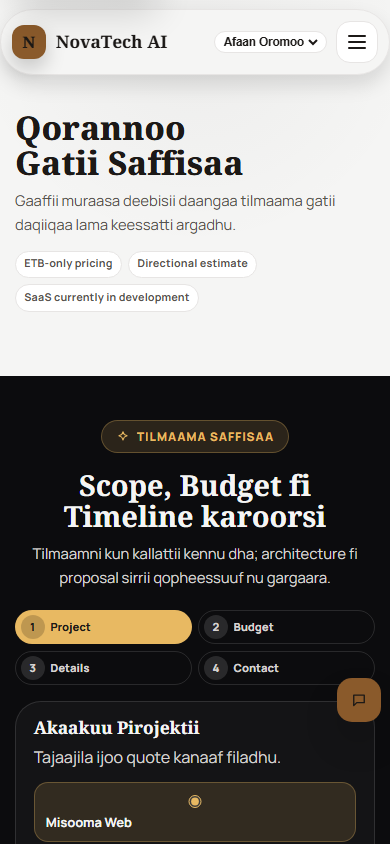 N NovaTech AI Afaan Oromoo
Qorannoo
Gatii Saffisaa
Gaaffii muraasa deebisii daangaa tilmaama gatii
daqiiqaa lama keessatti argadhu.
ETB-only pricing Directional estimate
SaaS currently in development
TILMAAMA SAFFISAA
Scope, Budget fi
Timeline karoorsi
Tilmaamni kun kallattii kennu dha; architecture fi
proposal sirrii qopheessuuf nu gargaara.
1 Project 2 Budget
3 Details 4 Contact
Akaakuu Pirojektii
Tajaajila ijoo quote kanaaf filadhu.
Misooma Web